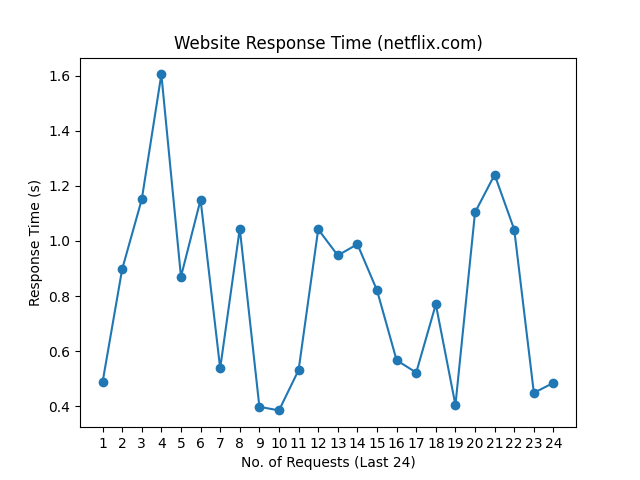 Website Response Time (netflix.com)
Response Time (s)
1.6
1.4
1.2
1.0
0.8
0.6
0.4
1 2 3 4 5 6 7 8 9 10 11 12 13 14 15 16 17 18 19 20 21 22 23 24
No. of Requests (Last 24)